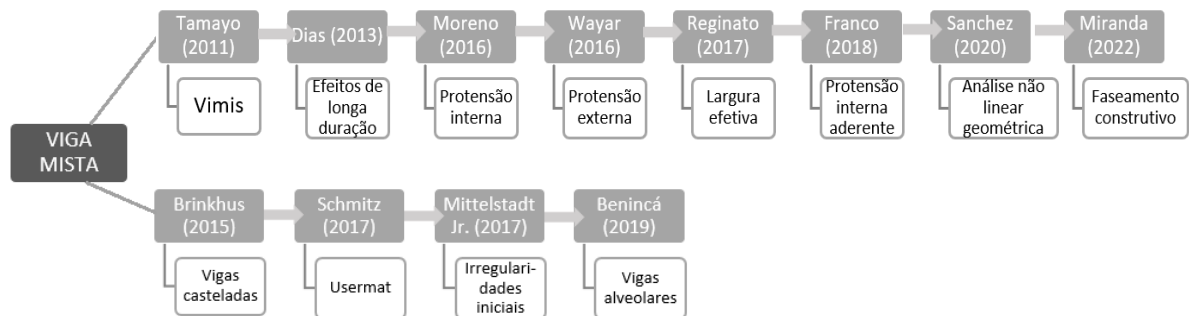 VIGA
MISTA
Tamayo
(2011)
Vimis
Dias (2013)
Efeitos de
longa
duração
Moreno
(2016)
Protensão
interna
Wayar
(2016)
Protensão
externa
Reginato
(2017)
Largura
efetiva
Franco
(2018)
Protensão
interna
aderente
Sanchez
(2020)
Análise não
linear
geométrica
Miranda
(2022)
Faseamento
construtivo
Brinkhus
(2015)
Vigas
casteladas
Schmitz
(2017)
Usermat
Mittelstadt
Jr. (2017)
Irregulari-
dades
iniciais
Benincá
(2019)
Vigas
alveolares